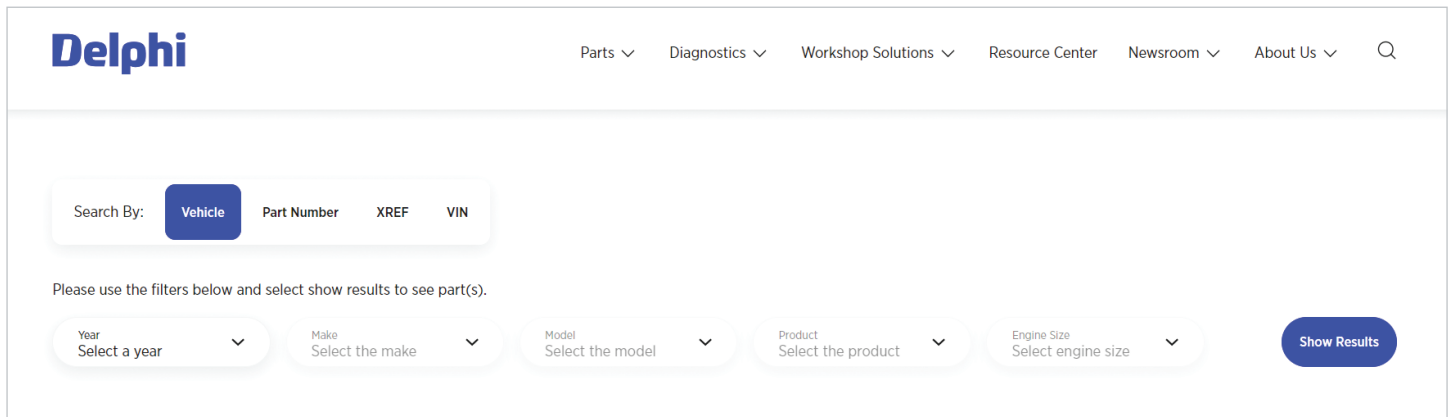 Delphi
Parts Diagnostics Workshop Solutions Resource Center Newsroom About Us
Search By: Vehicle Part Number XREF VIN
Please use the filters below and select show results to see part(s).
Year Make Model Product Engine Size
Select a year Select the make Select the model Select the product Select engine size
Show Results